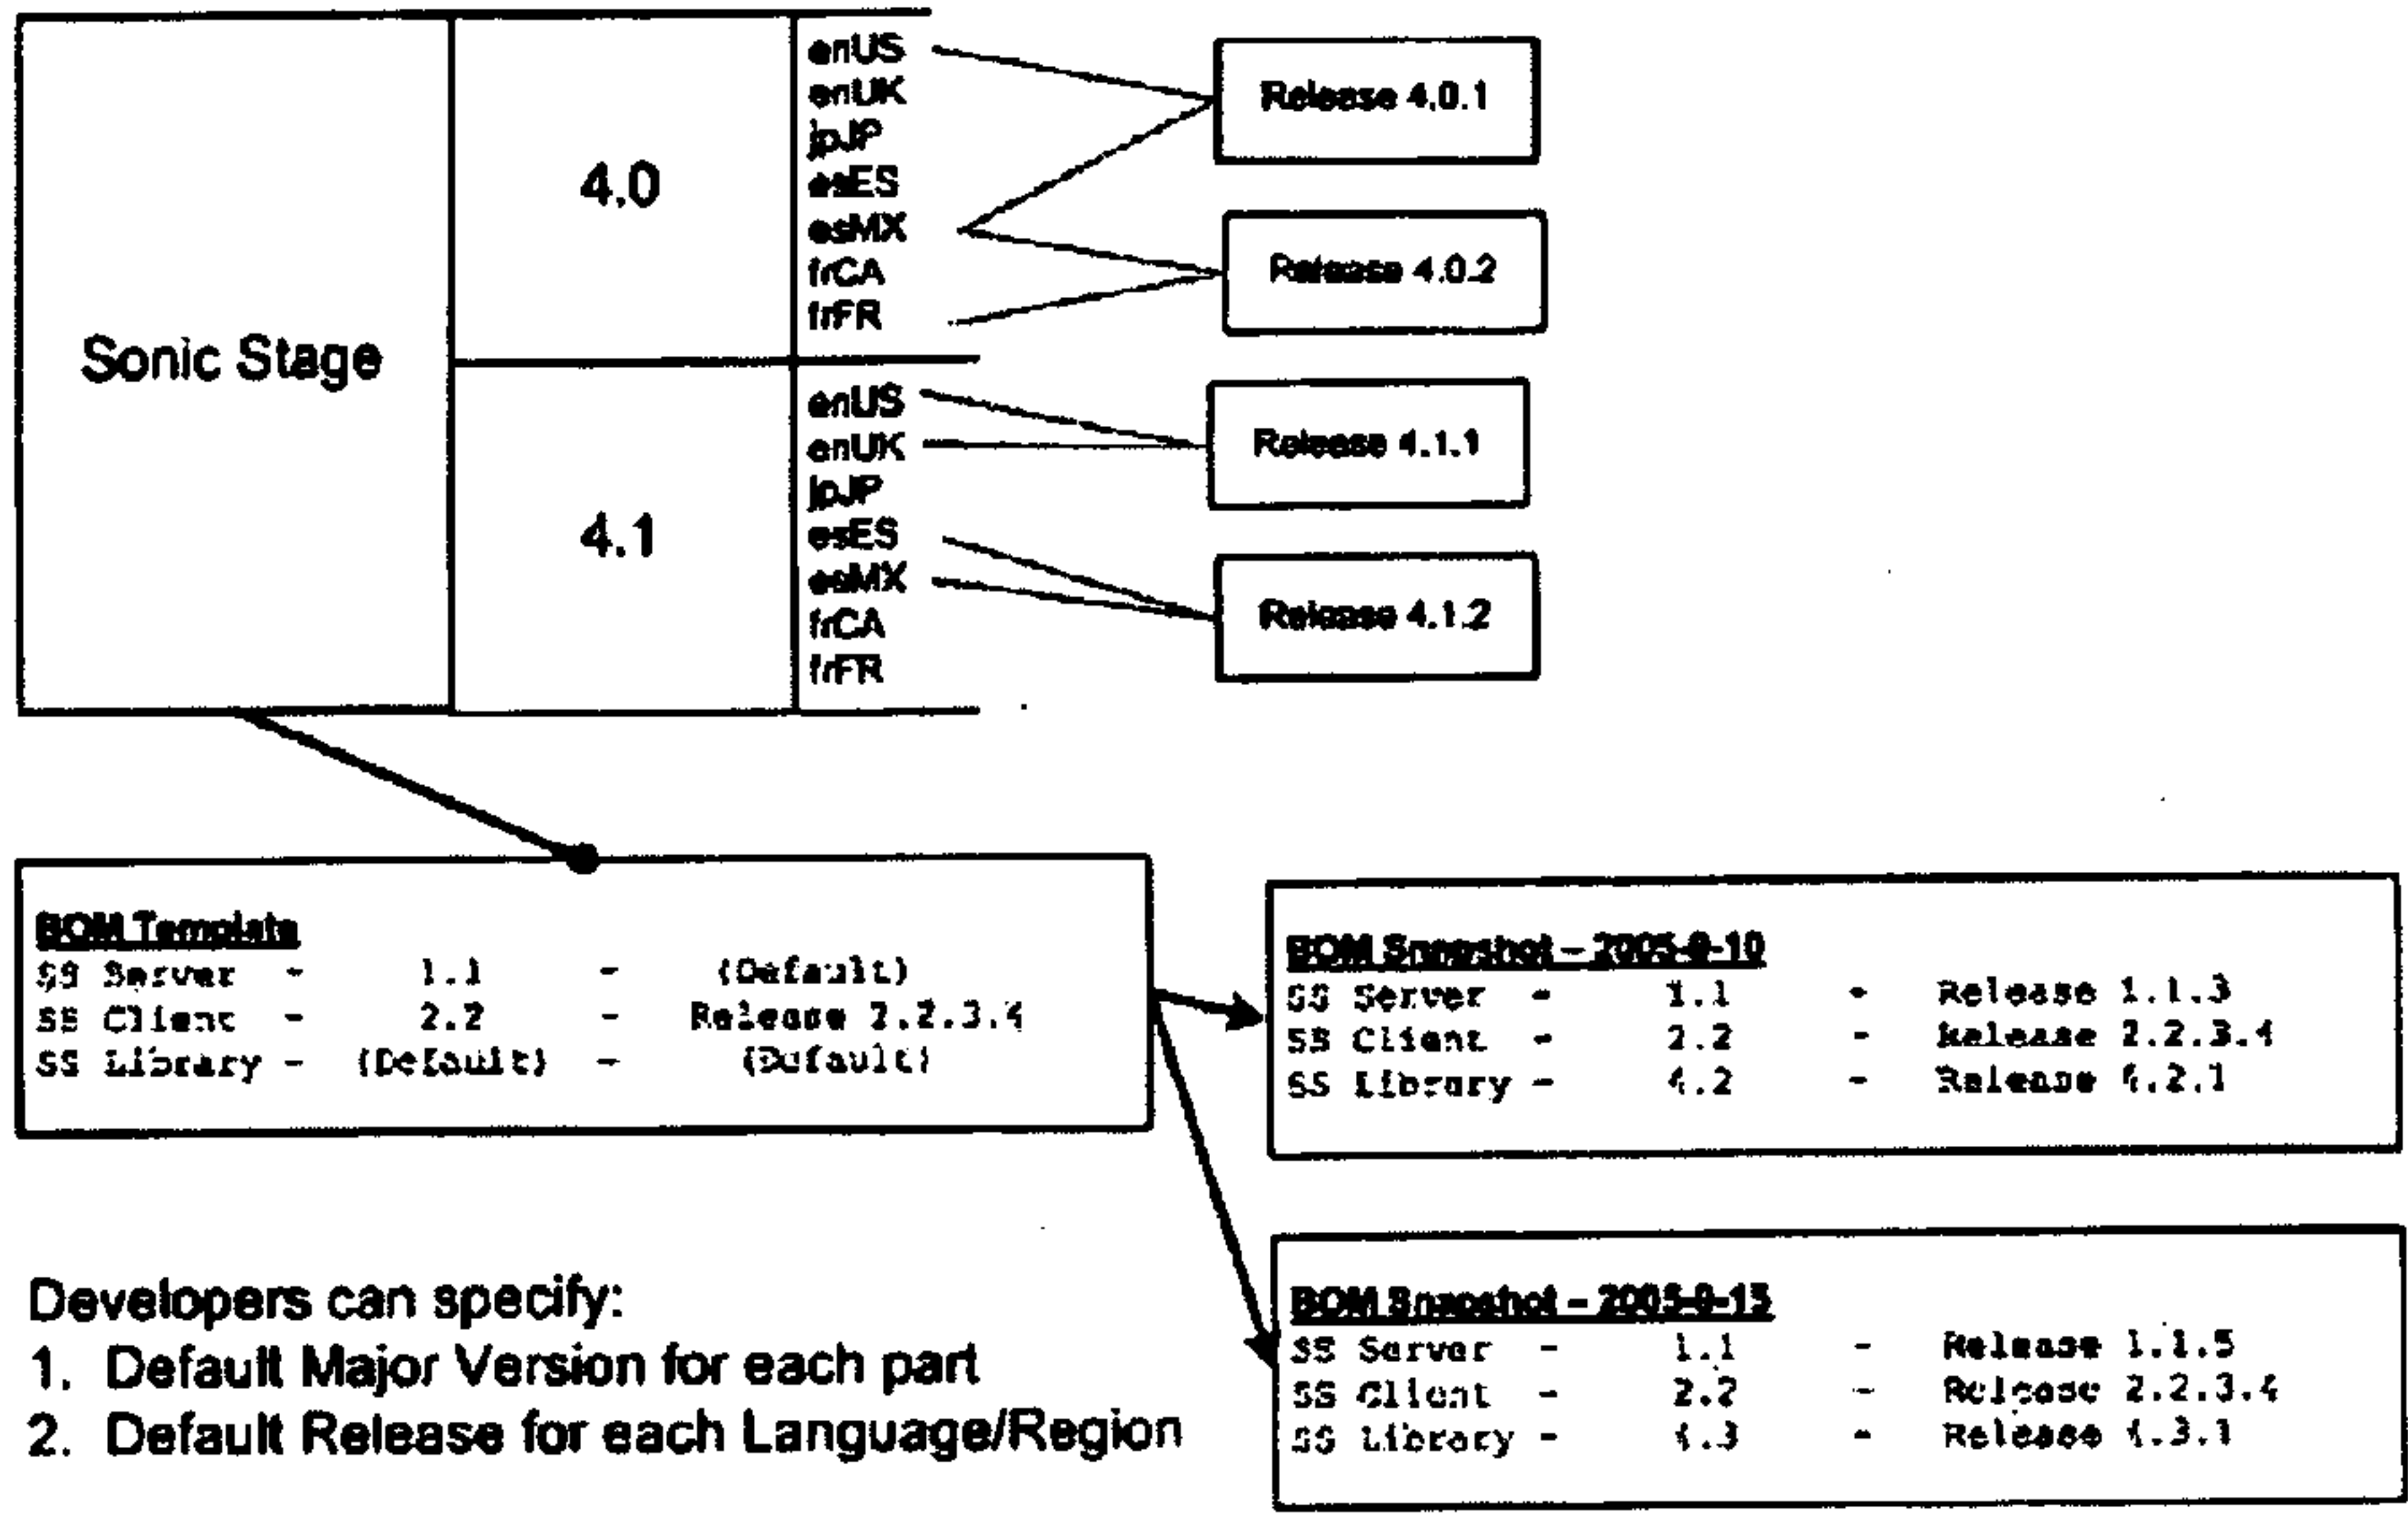 Sonic Stage
4.0
enUS
enUK
jpJP
esES
esMX
frCA
frFR
4.1
enUS
enUK
jpJP
esES
esMX
frCA
frFR
Release 4.0.1
Release 4.0.2
Release 4.1.1
Release 4.1.2
BOM Template
SS Server - 1.1 - (Default)
SS Client - 2.2 - Release 2.2.3.4
SS Library - (Default) - (Default)
BOM Snapshot – 2005-9-10
SS Server - 1.1 - Release 1.1.3
SS Client - 2.2 - Release 2.2.3.4
SS Library - 4.2 - Release 4.2.1
BOM Snapshot – 2005-9-15
SS Server - 1.1 - Release 1.1.5
SS Client - 2.2 - Release 2.2.3.4
SS Library - 4.3 - Release 4.3.1
Developers can specify:
1. Default Major Version for each part
2. Default Release for each Language/Region